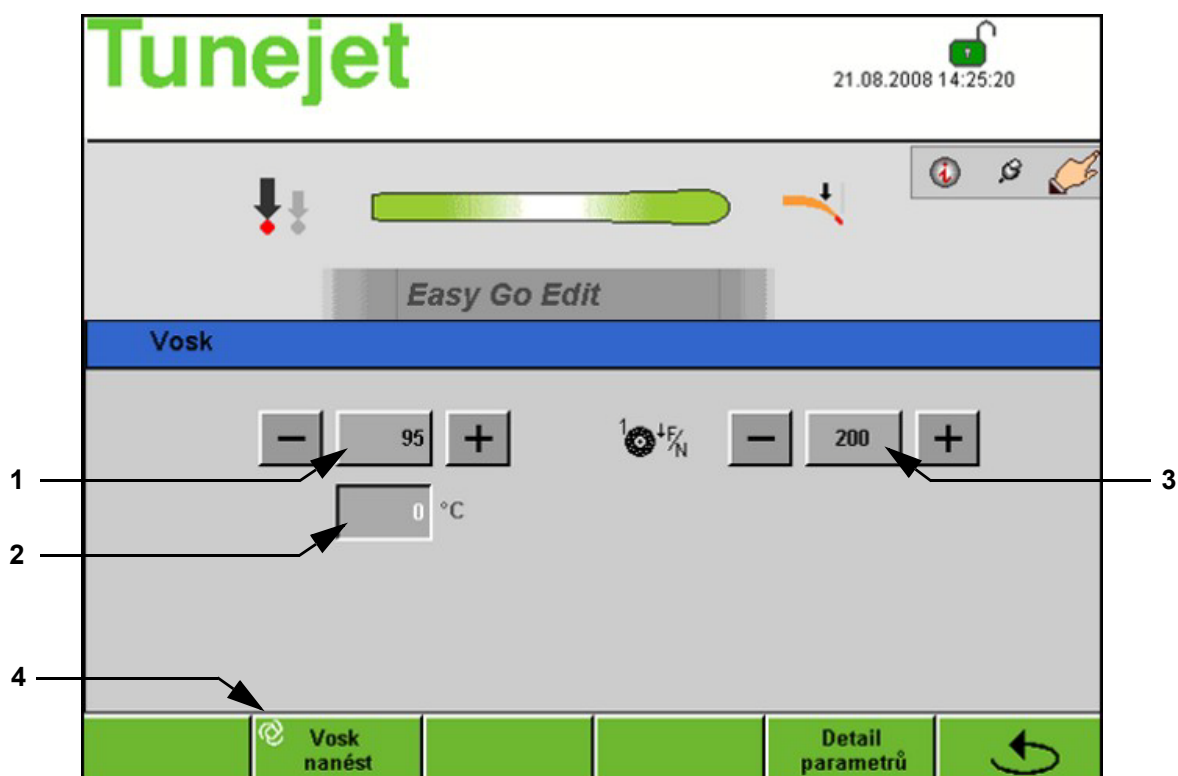 Tunejet
21.08.2008 14:25:20
Easy Go Edit
Vosk
95
1 F/N
200
0 °C
1
2
3
4
Vosk
nanést
Detail
parametrů